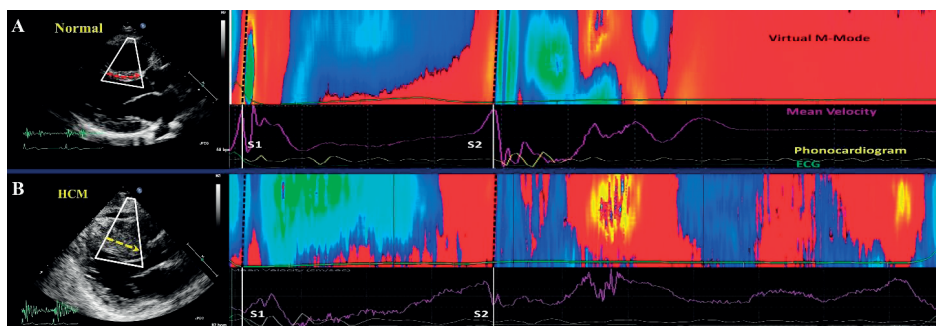 A
Normal
Virtual M-Mode
Mean Velocity
S1
S2
Phonocardiogram
ECG
B
HCM
S1
S2